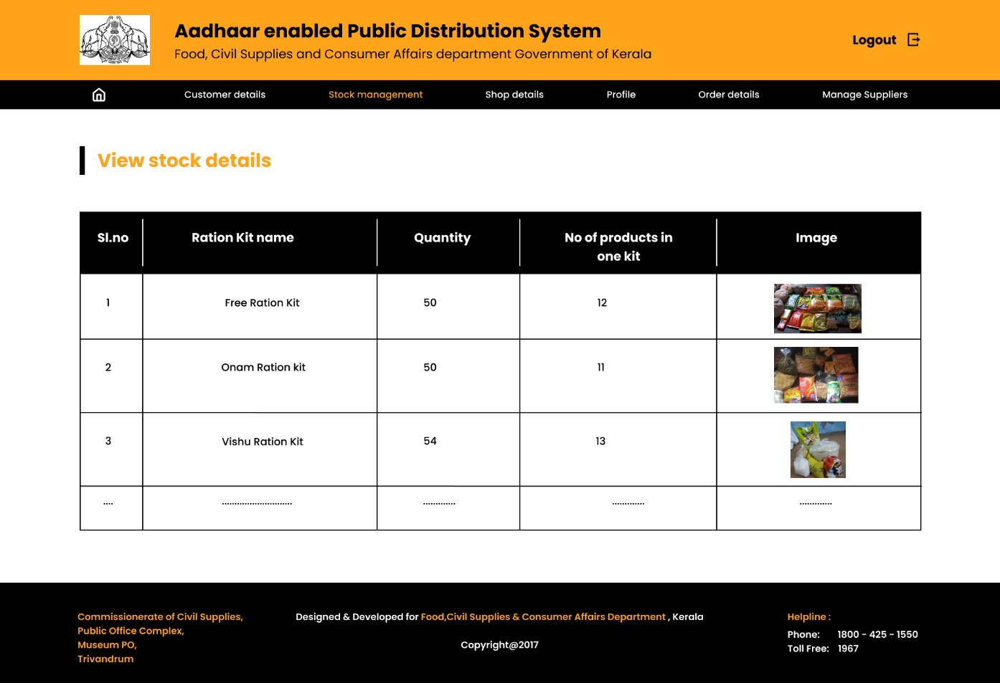 Aadhaar enabled Public Distribution System
Food, Civil Supplies and Consumer Affairs department Government of Kerala
Logout
Customer details
Stock management
Shop details
Profile
Order details
Manage Suppliers
View stock details
Sl.no
Ration Kit name
Quantity
No of products in
one kit
Image
1
Free Ration Kit
50
12
2
Onam Ration kit
50
11
3
Vishu Ration Kit
54
13
....
............................
.............
.............
.............
Commissionerate of Civil Supplies,
Public Office Complex,
Museum PO,
Trivandrum
Designed & Developed for Food,Civil Supplies & Consumer Affairs Department , Kerala
Copyright@2017
Helpline :
Phone: 1800 - 425 - 1550
Toll Free: 1967